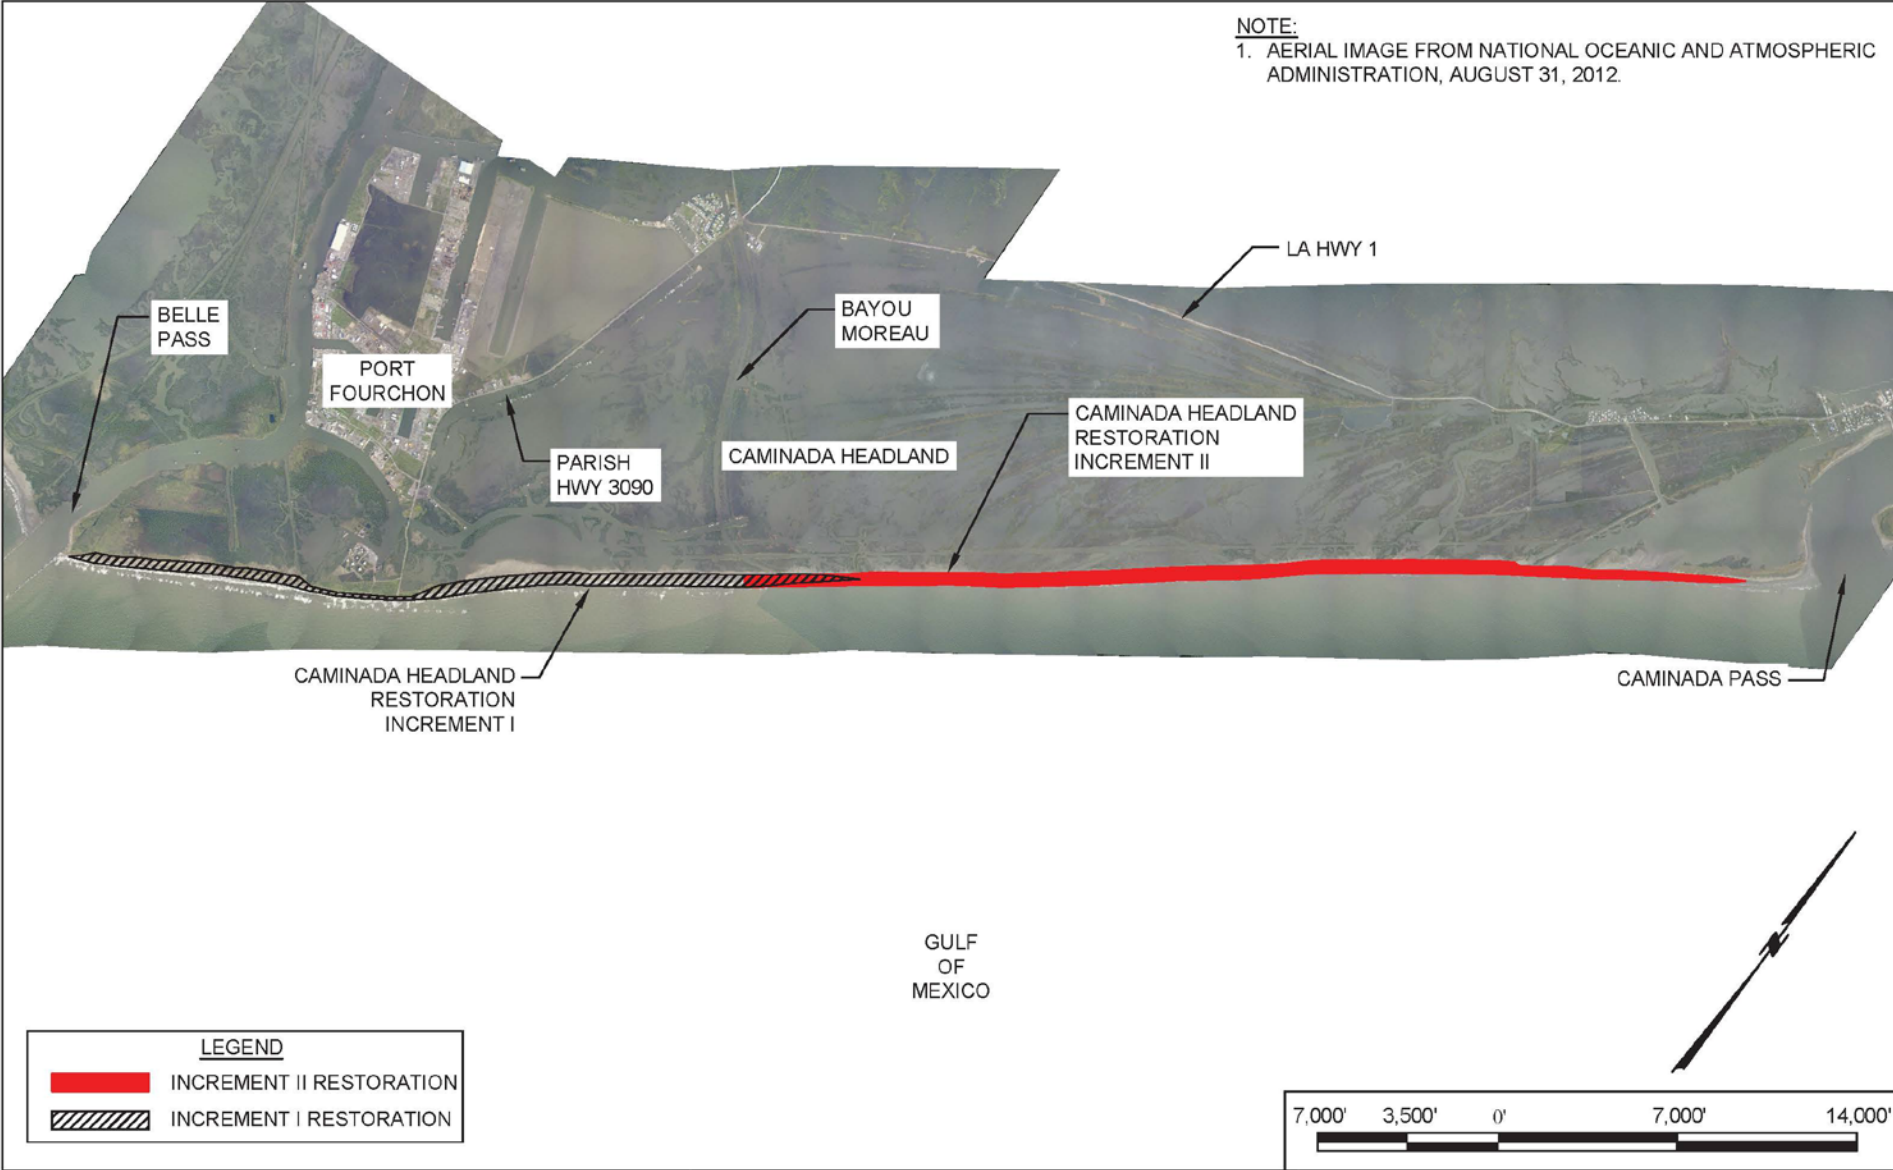 NOTE:
1. AERIAL IMAGE FROM NATIONAL OCEANIC AND ATMOSPHERIC
ADMINISTRATION, AUGUST 31, 2012.
LA HWY 1
BELLE
PASS
BAYOU
MOREAU
PORT
FOURCHON
CAMINADA HEADLAND
RESTORATION
INCREMENT II
PARISH
HWY 3090
CAMINADA HEADLAND
CAMINADA HEADLAND
RESTORATION
INCREMENT I
CAMINADA PASS
GULF
OF
MEXICO
LEGEND
INCREMENT II RESTORATION
INCREMENT I RESTORATION
7,000' 3,500' 0' 7,000' 14,000'